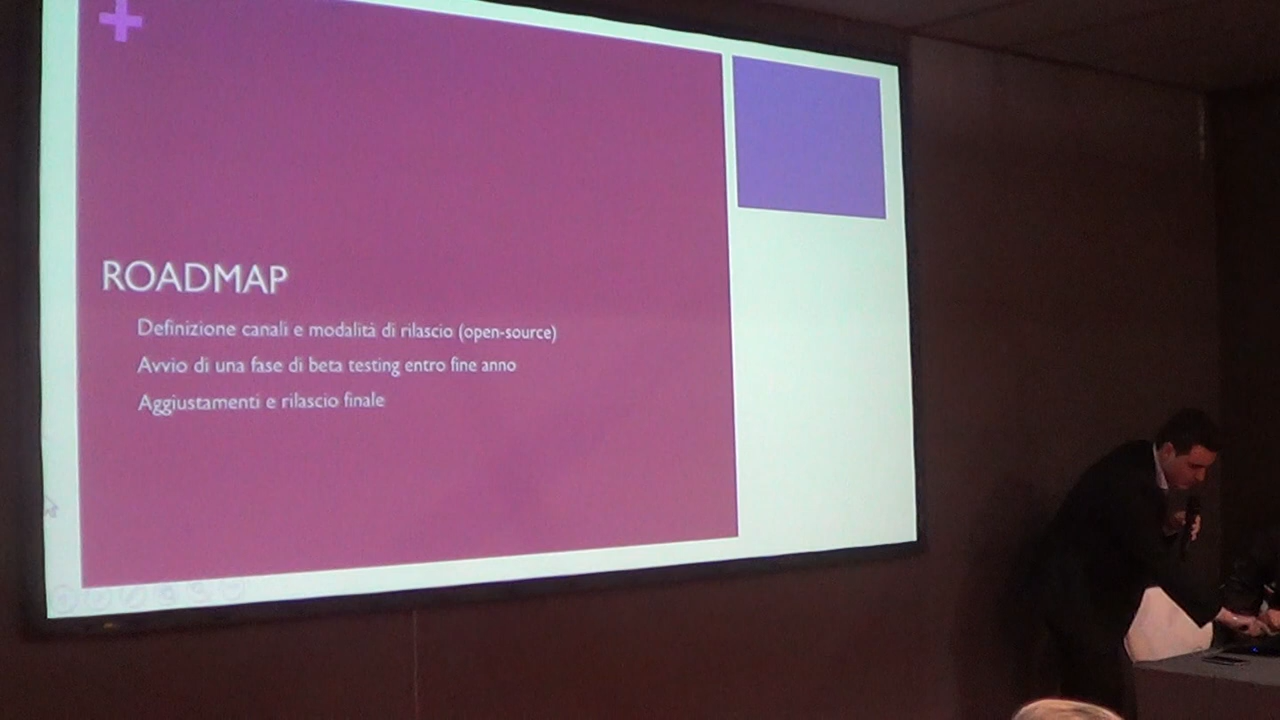 ROADMAP
Definizione canali e modalità di rilascio (open-source)
Avvio di una fase di beta testing entro fine anno
Aggiustamenti e rilascio finale